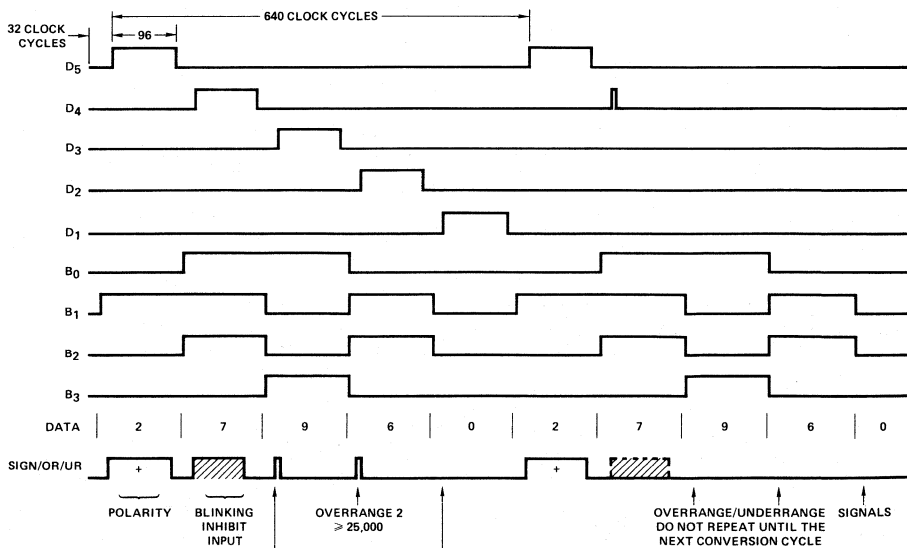 640 CLOCK CYCLES
32 CLOCK
CYCLES
96
D5
D4
D3
D2
D1
B0
B1
B2
B3
DATA 2 7 9 6 0 2 7 9 6 0
SIGN/OR/UR + +
POLARITY
BLINKING
INHIBIT
INPUT
OVERRANGE 2
≥ 25,000
OVERRANGE/UNDERRANGE
DO NOT REPEAT UNTIL THE
NEXT CONVERSION CYCLE
SIGNALS